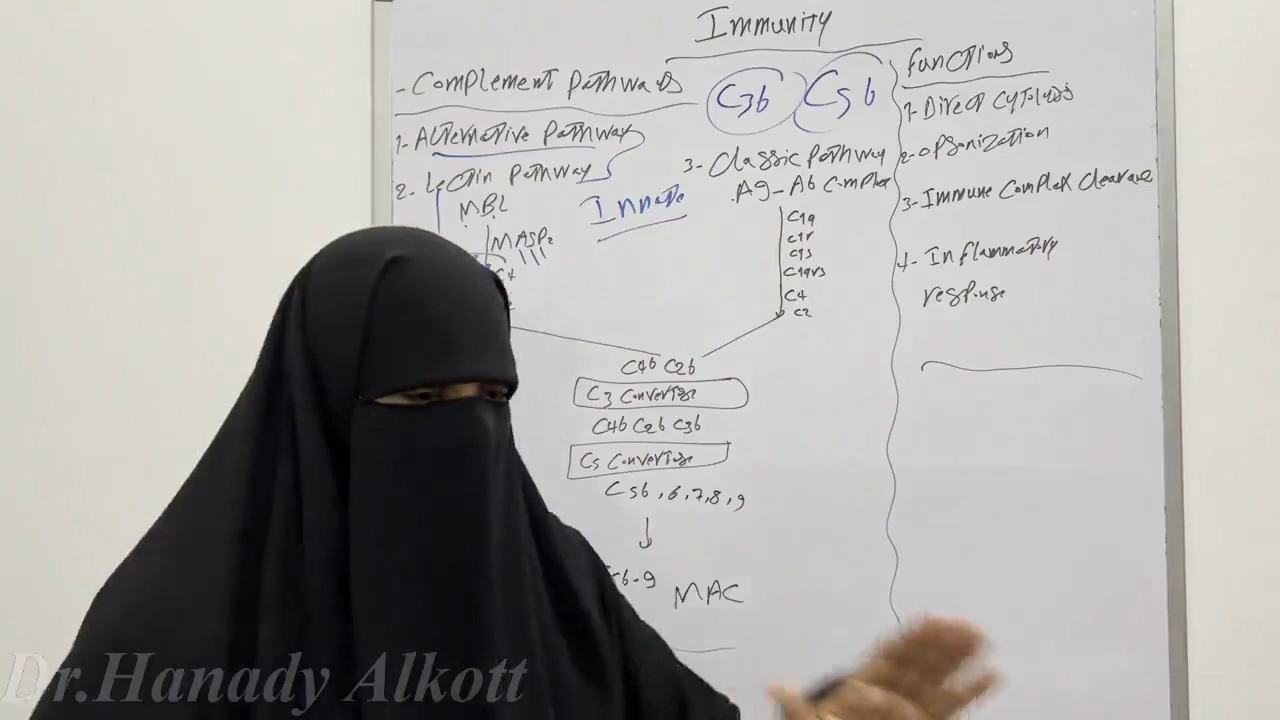 Immunity
- Complement Pathways
C3b C5b
1- Alternative Pathway
2- Lectin Pathway
MBL
MASP2
C4
Innate
3- Classic Pathway
Ag - Ab Complex
C1q
C1r
C1s
C1qrs
C4
C2
C4b C2b
C3 Convertase
C4b C2b C3b
C5 Convertase
C5b, 6, 7, 8, 9
5b-9 MAC
Functions
1- Direct Cytolysis
2- Opsonization
3- Immune Complex Clearance
4- Inflammatory
response
Dr.Hanady Alkott